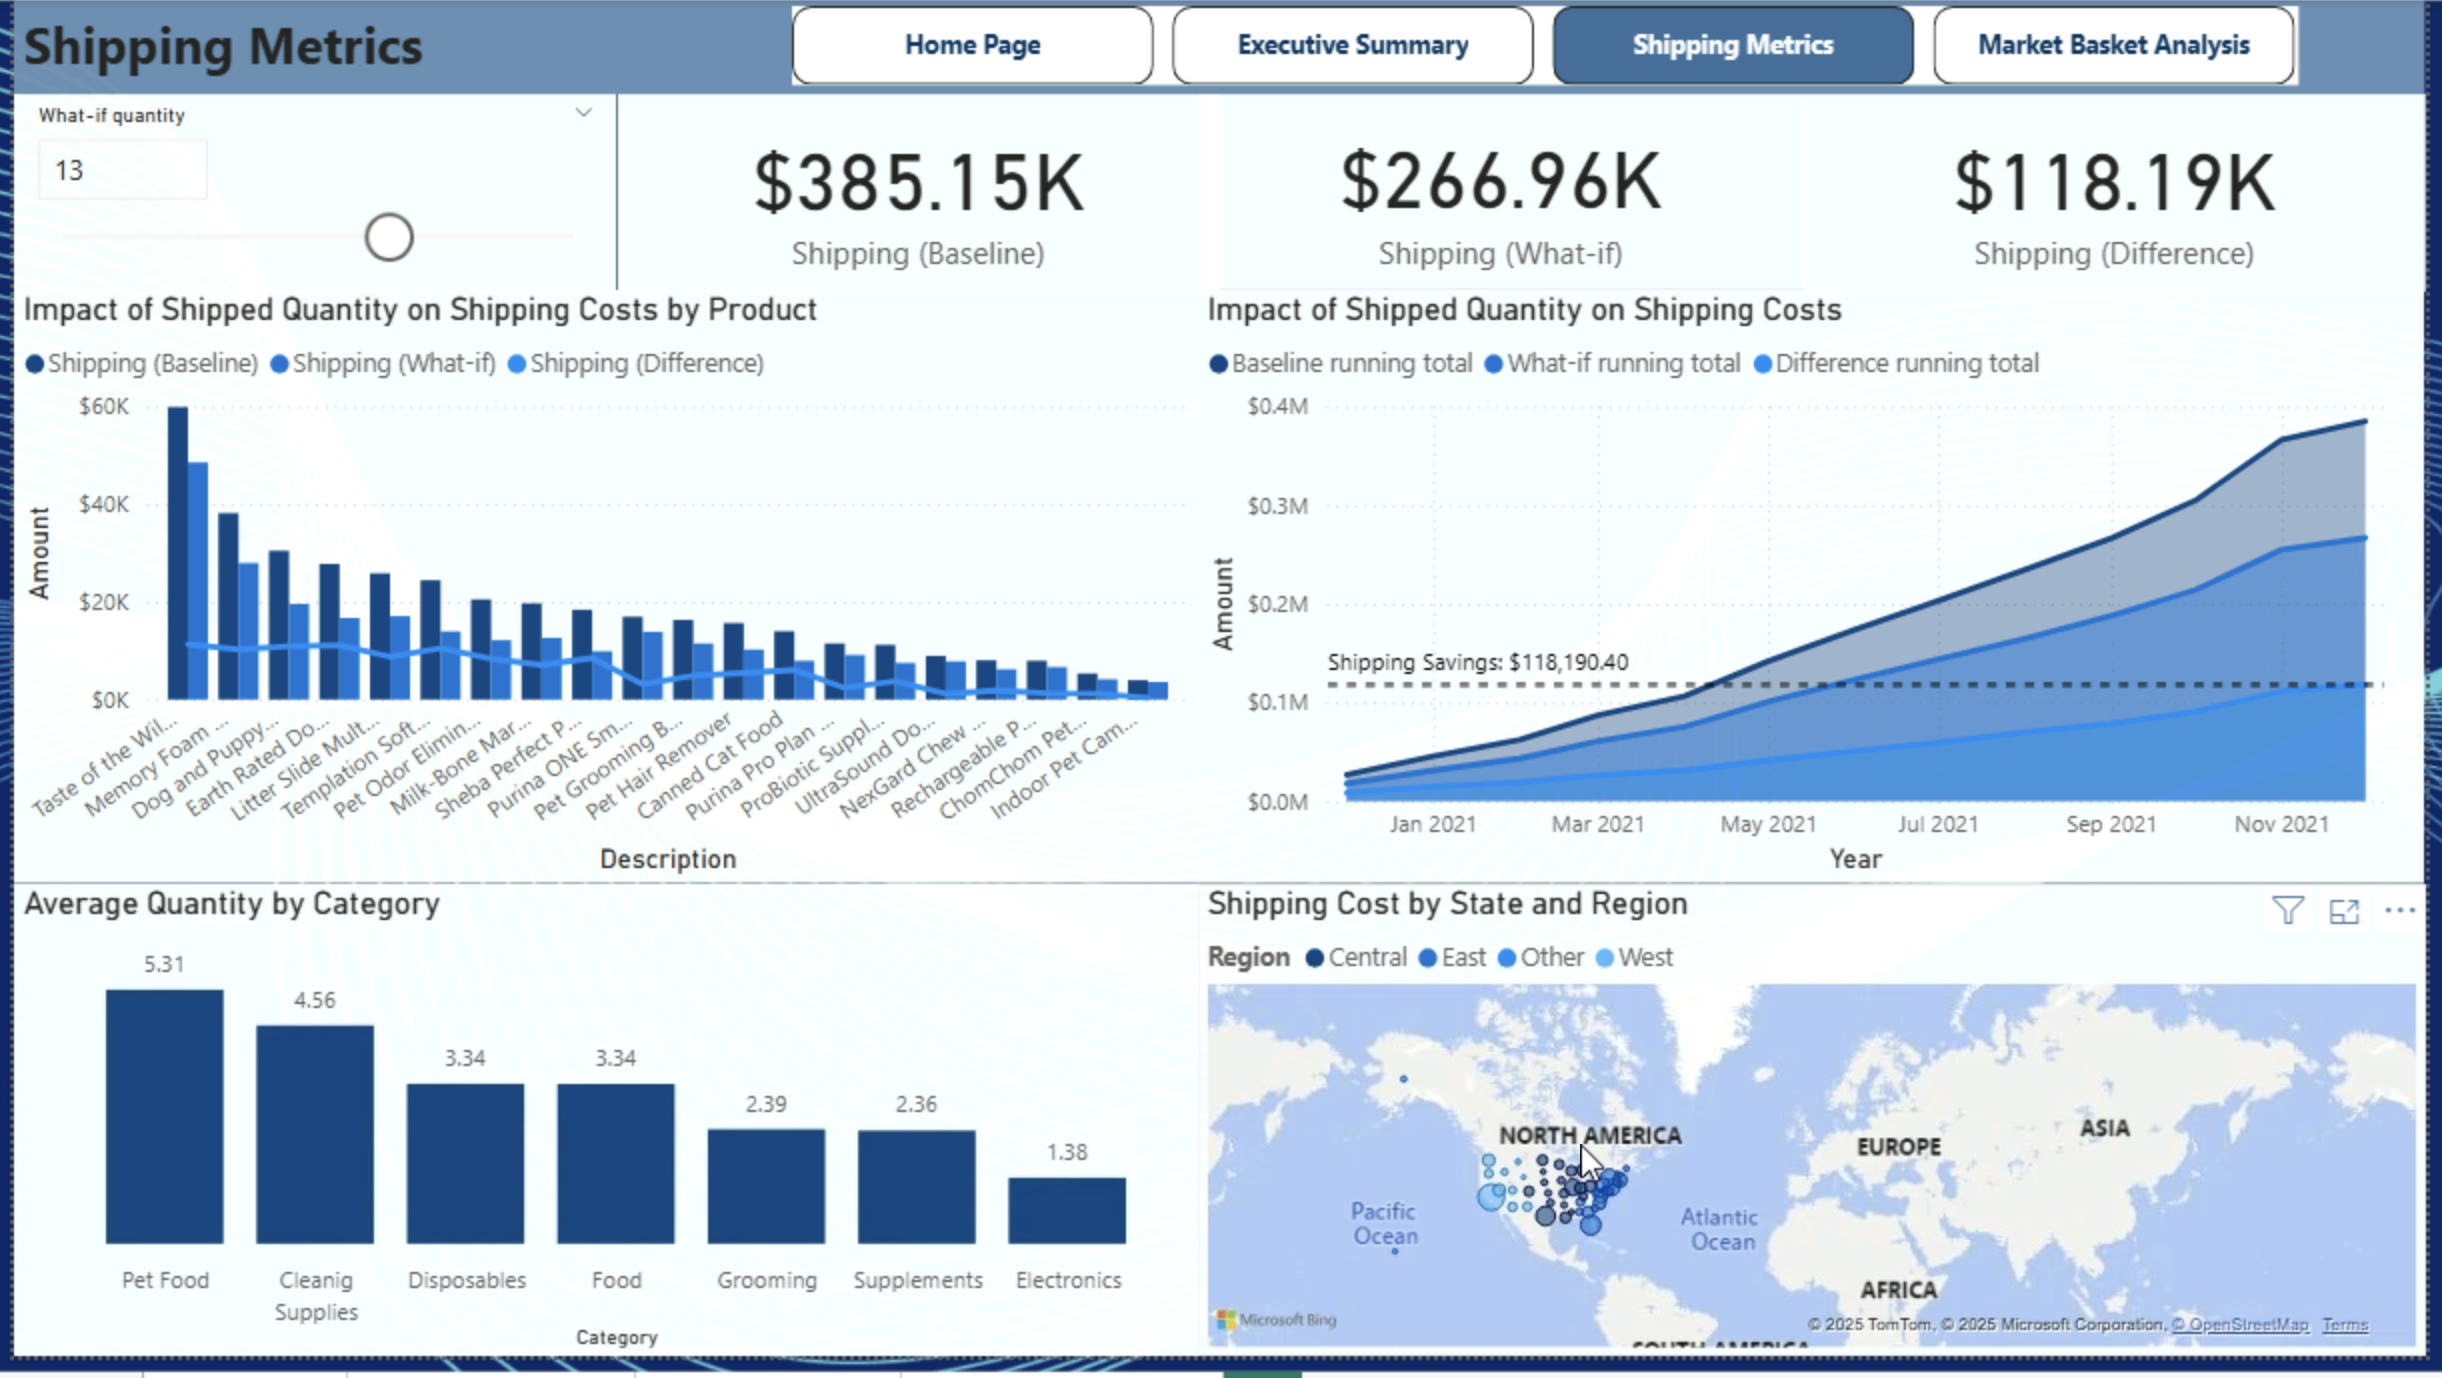 Shipping Metrics
Home Page
Executive Summary
Shipping Metrics
Market Basket Analysis
What-if quantity
13
$385.15K
Shipping (Baseline)
$266.96K
Shipping (What-if)
$118.19K
Shipping (Difference)
Impact of Shipped Quantity on Shipping Costs by Product
Shipping (Baseline) Shipping (What-if) Shipping (Difference)
Amount
$60K
$40K
$20K
$0K
Taste of the Wil...
Memory Foam ...
Dog and Puppy...
Earth Rated Do...
Litter Slide Mult...
Templation Soft...
Pet Odor Elimin...
Milk-Bone Mar...
Sheba Perfect P...
Purina ONE Sm...
Pet Grooming B...
Pet Hair Remover
Canned Cat Food
Purina Pro Plan ...
ProBiotic Suppl...
UltraSound Do...
NexGard Chew ...
Rechargeable P...
ChomChom Pet...
Indoor Pet Cam...
Description
Impact of Shipped Quantity on Shipping Costs
Baseline running total What-if running total Difference running total
Amount
$0.4M
$0.3M
$0.2M
$0.1M
$0.0M
Shipping Savings: $118,190.40
Jan 2021 Mar 2021 May 2021 Jul 2021 Sep 2021 Nov 2021
Year
Average Quantity by Category
5.31
4.56
3.34
3.34
2.39
2.36
1.38
Pet Food
Cleanig
Supplies
Disposables
Food
Grooming
Supplements
Electronics
Category
Shipping Cost by State and Region
Region Central East Other West
NORTH AMERICA
EUROPE
ASIA
Pacific
Ocean
Atlantic
Ocean
AFRICA
SOUTH AMERICA
Microsoft Bing
© 2025 TomTom, © 2025 Microsoft Corporation, © OpenStreetMap Terms